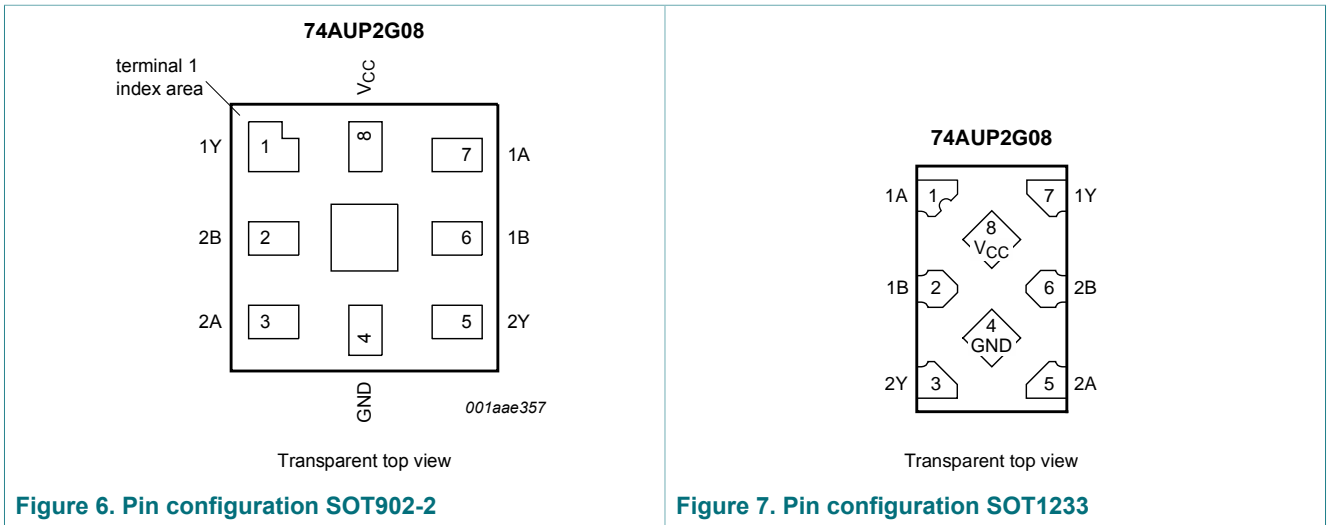 74AUP2G08
terminal 1
index area
VCC
1Y 1 8 7 1A
2B 2 6 1B
2A 3 4 5 2Y
GND
001aae357
Transparent top view
Figure 6. Pin configuration SOT902-2
74AUP2G08
1A 1 7 1Y
8
VCC
1B 2 6 2B
4
GND
2Y 3 5 2A
Transparent top view
Figure 7. Pin configuration SOT1233